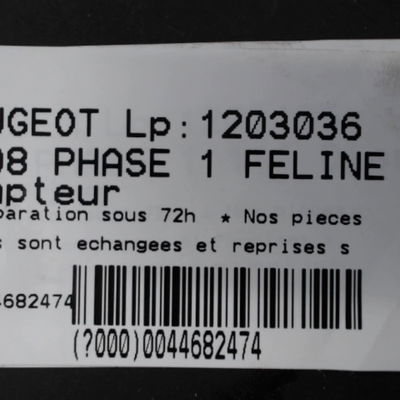 UGEOT Lp:1203036
08 PHASE 1 FELINE
mpteur
paration sous 72h * Nos pieces
s sont echangees et reprises s
4682474
(?000)0044682474